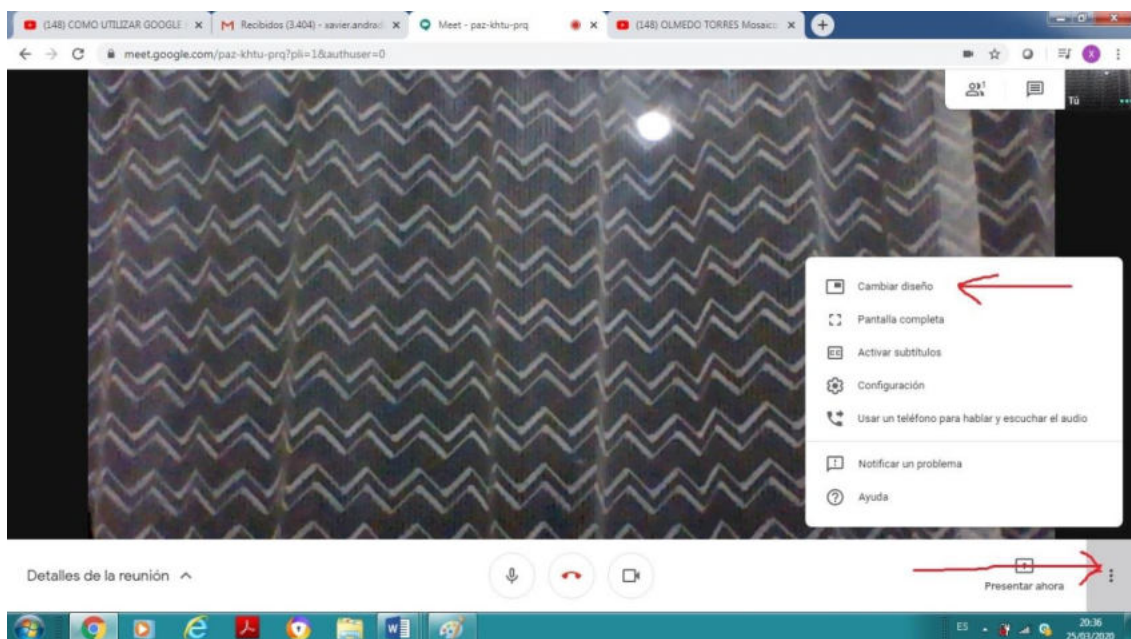 (148) COMO UTILIZAR GOOGLE
Recibidos (3.404) - xavier.andrad
Meet - paz-khtu-prq
(148) OLMEDO TORRES Mosaico
meet.google.com/paz-khtu-prq?pli=1&authuser=0
X
1
Tú
Cambiar diseño
Pantalla completa
CC Activar subtítulos
Configuración
Usar un teléfono para hablar y escuchar el audio
Notificar un problema
Ayuda
Detalles de la reunión
Presentar ahora
ES
20:36
25/03/2020